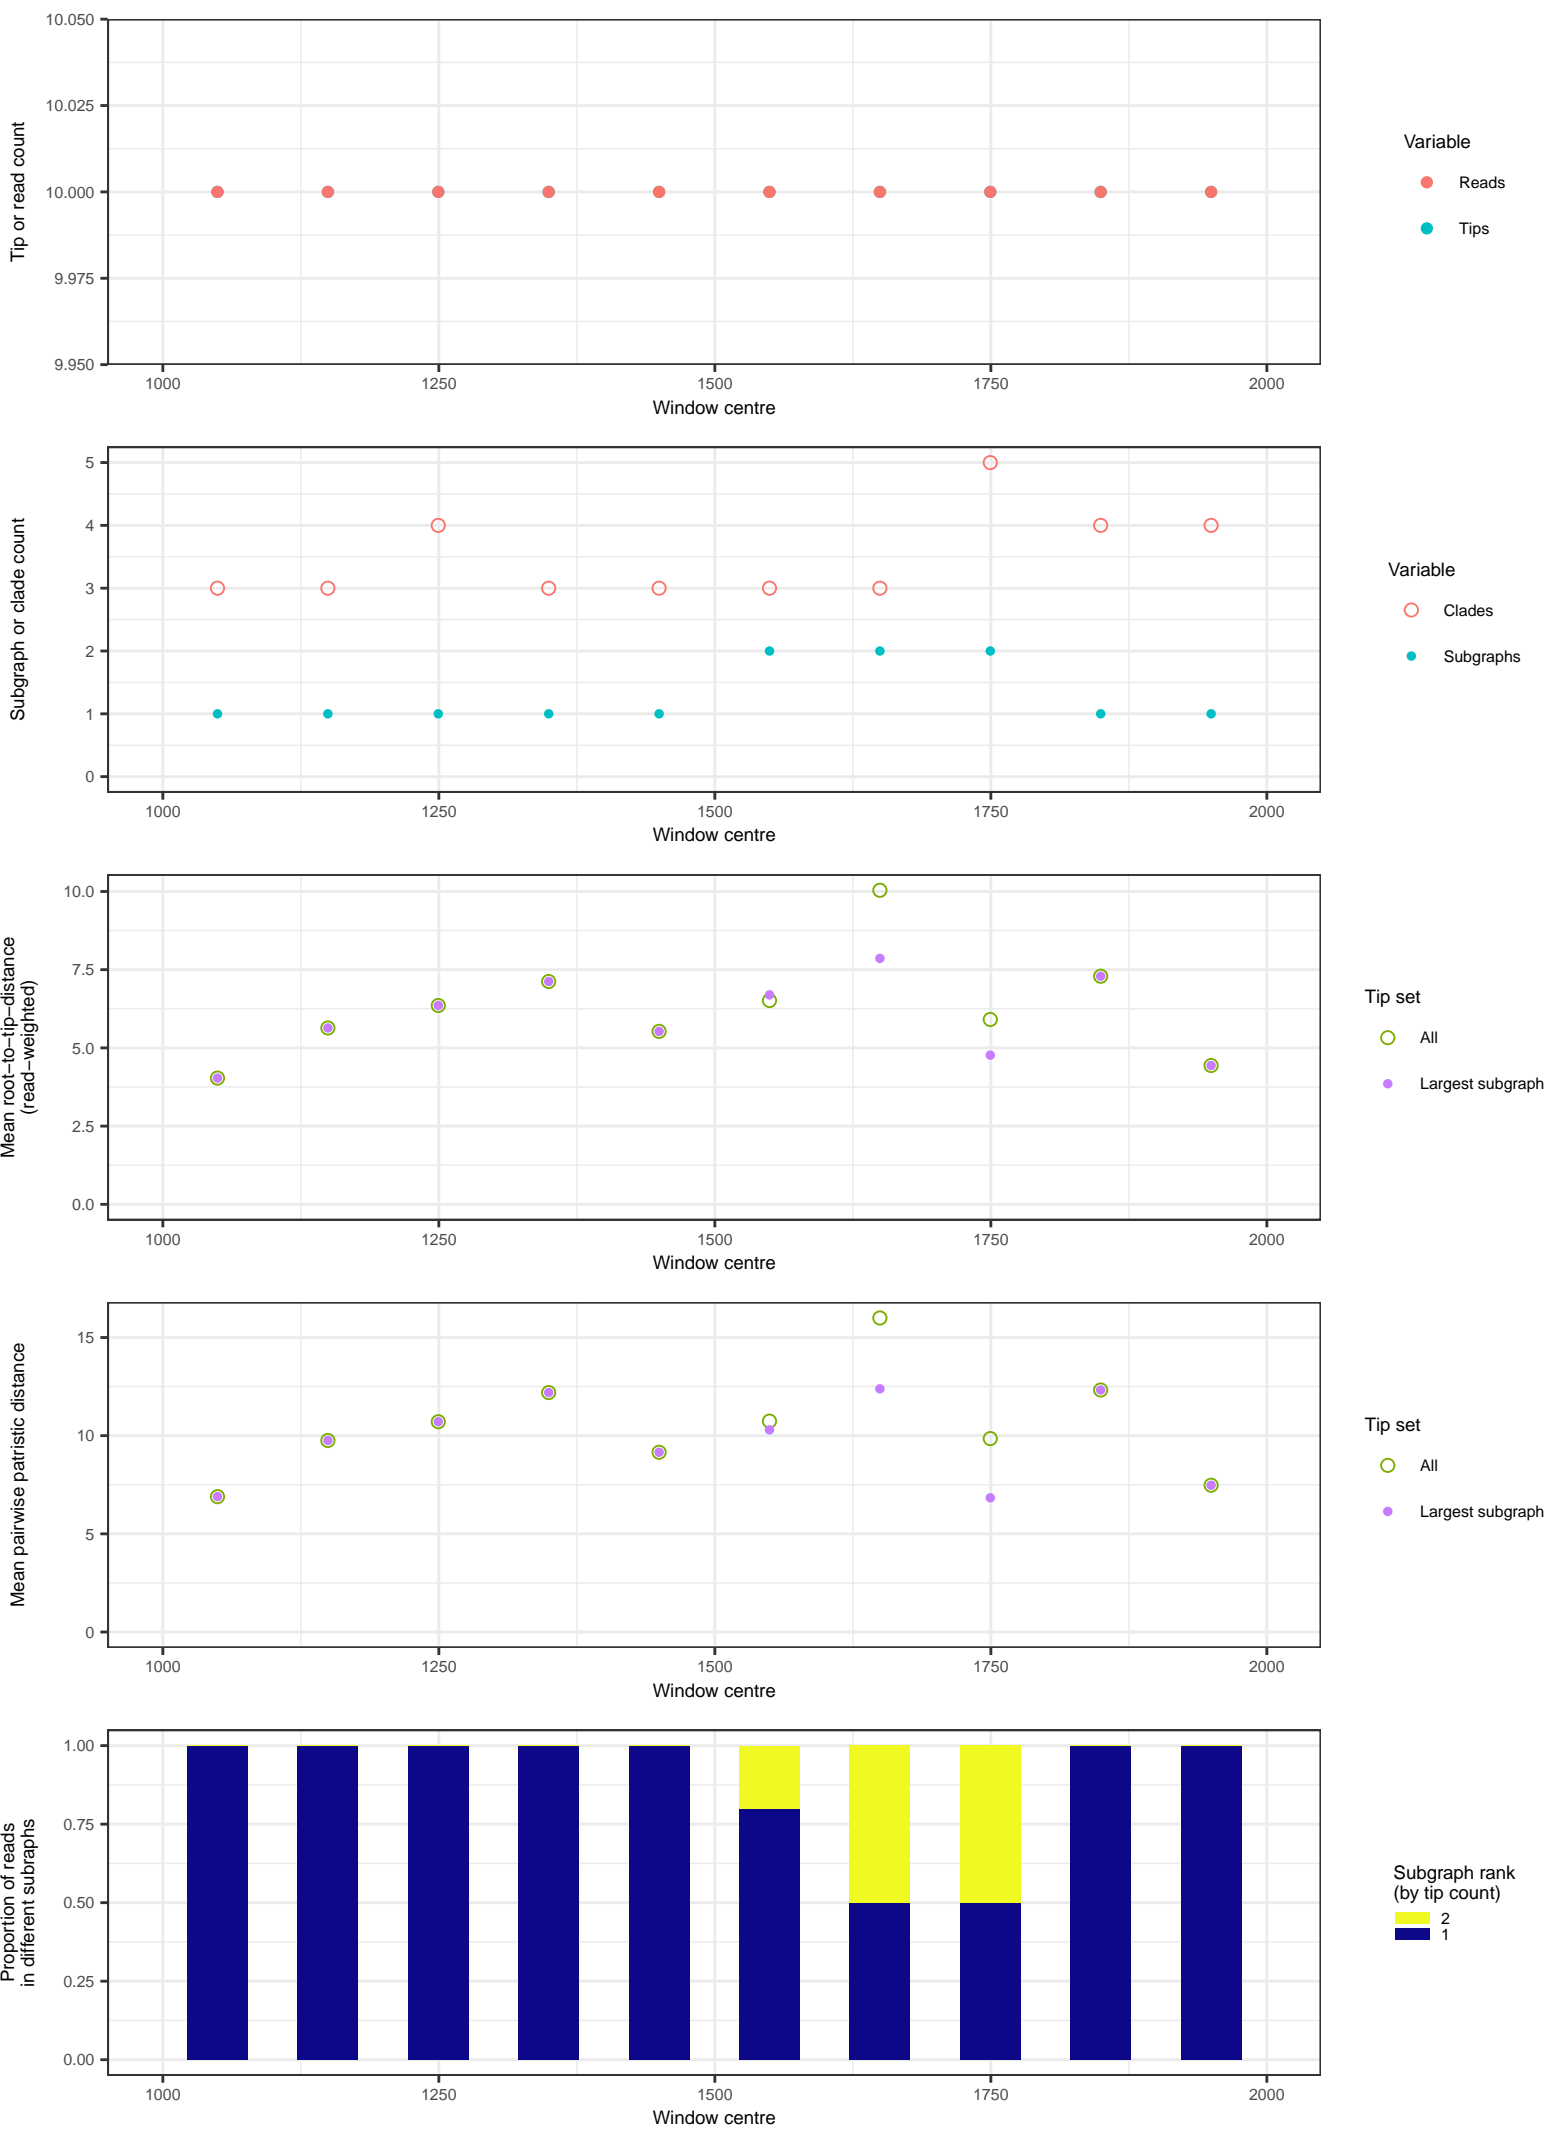 10.050
10.025
10.000
9.975
9.950
Tip or read count
1000 1250 1500 1750 2000
Window centre
Variable
Reads
Tips
5
4
3
2
1
0
Subgraph or clade count
1000 1250 1500 1750 2000
Window centre
Variable
Clades
Subgraphs
10.0
7.5
5.0
2.5
0.0
Mean root−to−tip−distance
(read−weighted)
1000 1250 1500 1750 2000
Window centre
Tip set
All
Largest subgraph
15
10
5
0
Mean pairwise patristic distance
1000 1250 1500 1750 2000
Window centre
Tip set
All
Largest subgraph
1.00
0.75
0.50
0.25
0.00
Proportion of reads
in different subraphs
1000 1250 1500 1750 2000
Window centre
Subgraph rank
(by tip count)
2
1